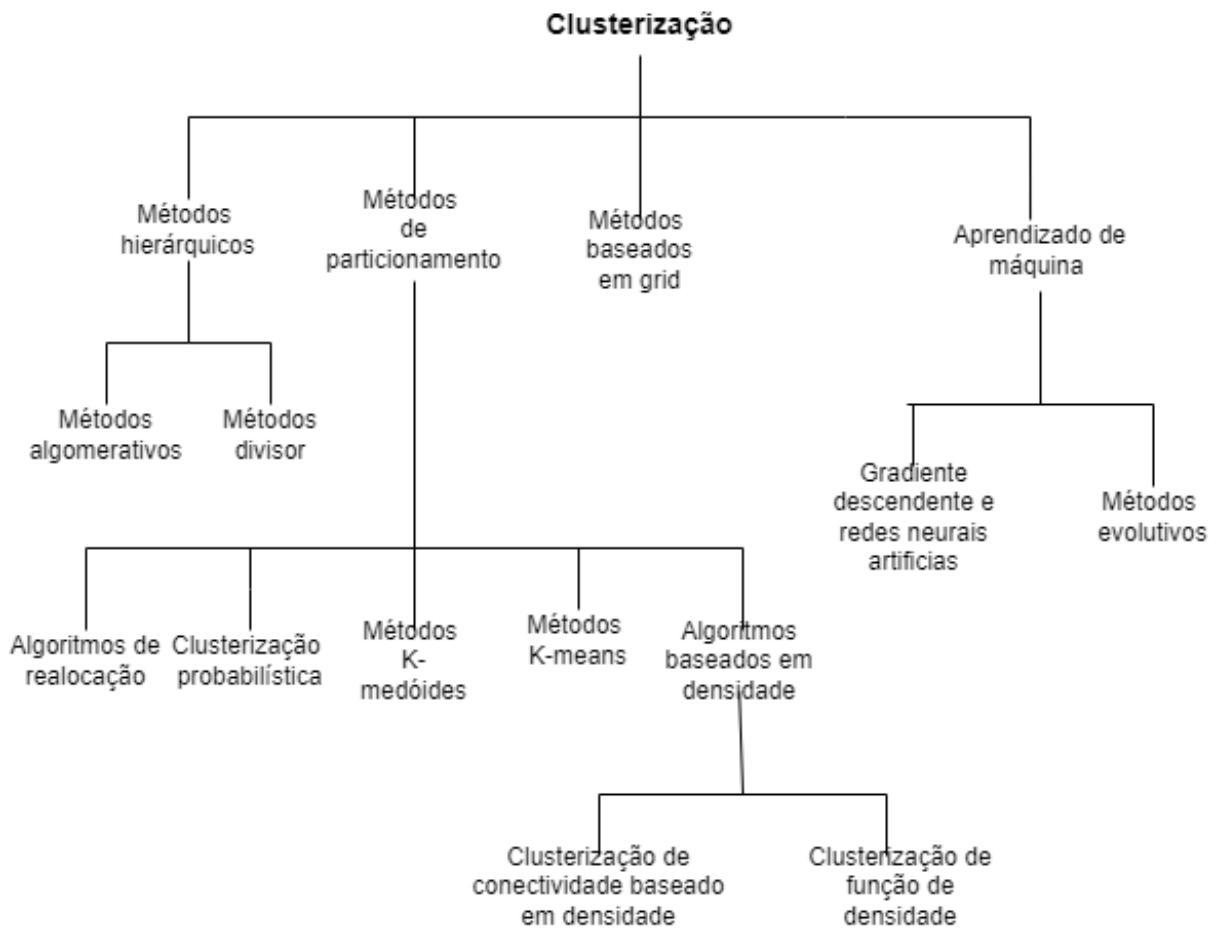 Clusterização
Métodos
hierárquicos
Métodos
de
particionamento
Métodos
baseados
em grid
Aprendizado de
máquina
Métodos
algomerativos
Métodos
divisor
Gradiente
descendente e
redes neurais
artificias
Métodos
evolutivos
Algoritmos de
realocação
Clusterização
probabilística
Métodos
K-
medóides
Métodos
K-means
Algoritmos
baseados em
densidade
Clusterização de
conectividade baseado
em densidade
Clusterização de
função de
densidade